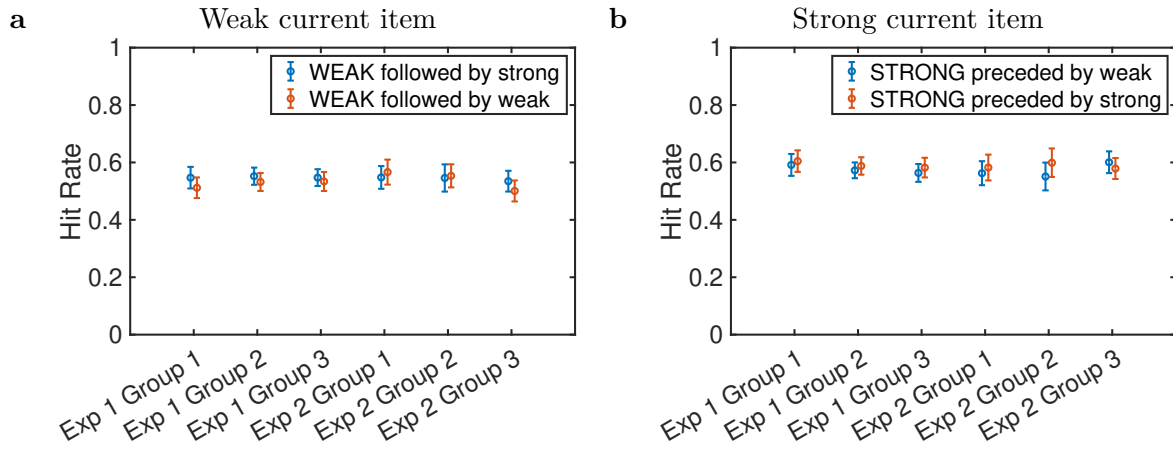 a
Weak current item
Hit Rate
1
0.8
0.6
0.4
0.2
0
WEAK followed by strong
WEAK followed by weak
Exp 1 Group 1
Exp 1 Group 2
Exp 1 Group 3
Exp 2 Group 1
Exp 2 Group 2
Exp 2 Group 3
b
Strong current item
Hit Rate
1
0.8
0.6
0.4
0.2
0
STRONG preceded by weak
STRONG preceded by strong
Exp 1 Group 1
Exp 1 Group 2
Exp 1 Group 3
Exp 2 Group 1
Exp 2 Group 2
Exp 2 Group 3